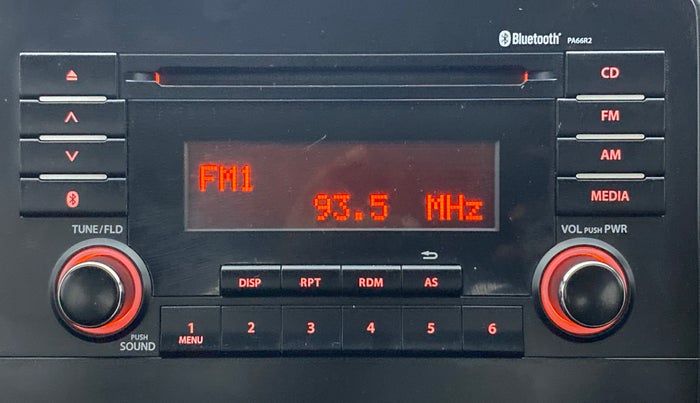 Bluetooth PA66R2
CD
FM
FM1
93.5 MHz
AM
MEDIA
TUNE/FLD
VOL PUSH PWR
DISP RPT RDM AS
PUSH
SOUND
1 2 3 4 5 6
MENU